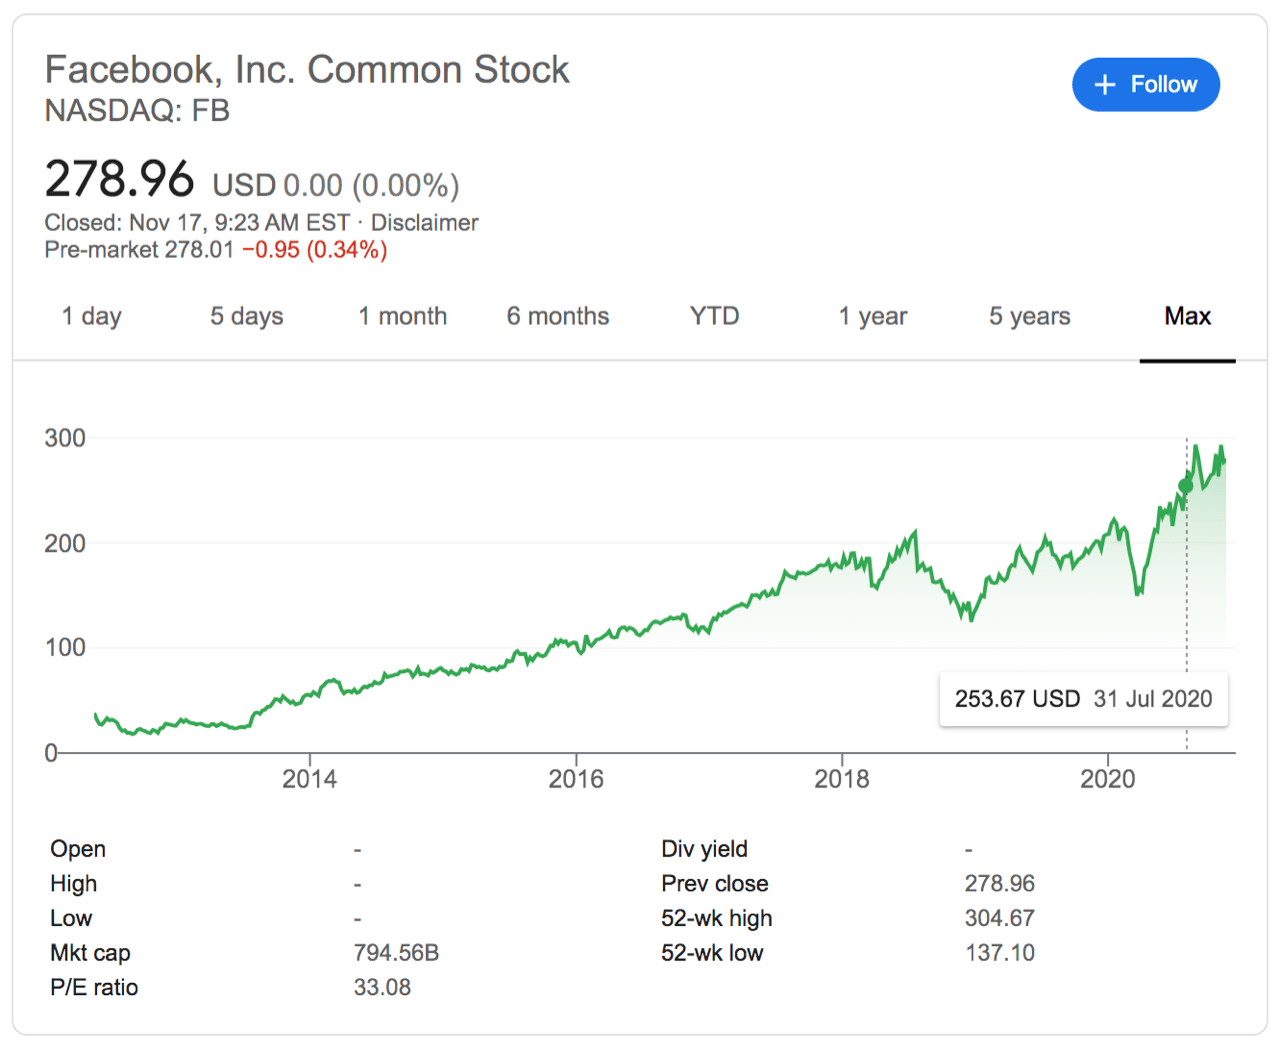 Facebook, Inc. Common Stock
NASDAQ: FB
+ Follow
278.96 USD 0.00 (0.00%)
Closed: Nov 17, 9:23 AM EST · Disclaimer
Pre-market 278.01 −0.95 (0.34%)
1 day 5 days 1 month 6 months YTD 1 year 5 years Max
300
200
100
0
253.67 USD 31 Jul 2020
2014 2016 2018 2020
Open - Div yield -
High - Prev close 278.96
Low - 52-wk high 304.67
Mkt cap 794.56B 52-wk low 137.10
P/E ratio 33.08